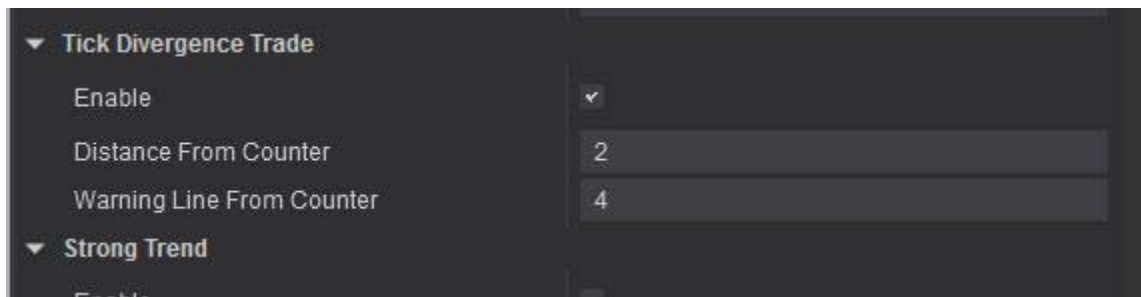 Tick Divergence Trade
Enable
Distance From Counter 2
Warning Line From Counter 4
Strong Trend